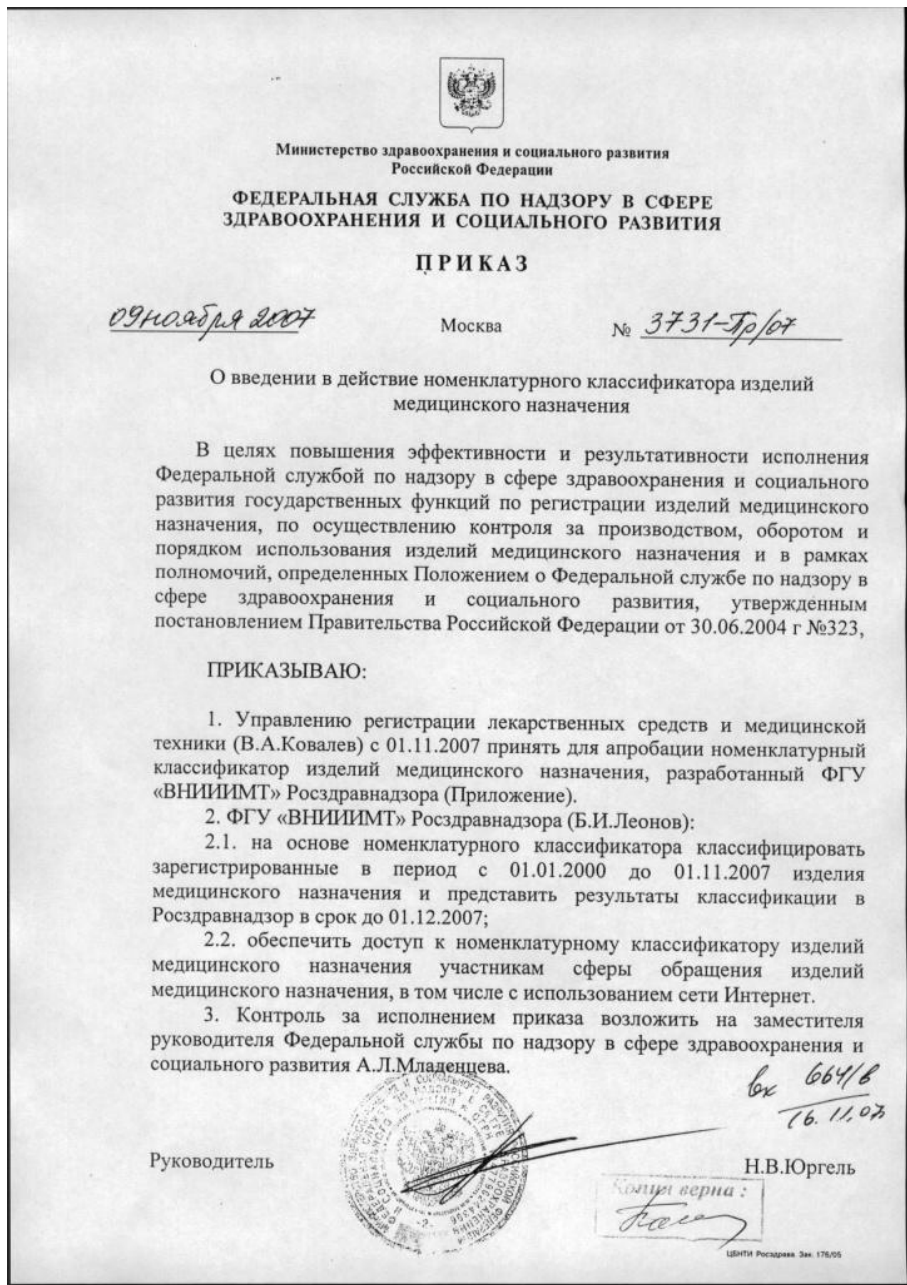 Министерство здравоохранения и социального развития
Российской Федерации
ФЕДЕРАЛЬНАЯ СЛУЖБА ПО НАДЗОРУ В СФЕРЕ
ЗДРАВООХРАНЕНИЯ И СОЦИАЛЬНОГО РАЗВИТИЯ
ПРИКАЗ
09 ноября 2007 Москва № 3731-Пр/07
О введении в действие номенклатурного классификатора изделий
медицинского назначения
В целях повышения эффективности и результативности исполнения
Федеральной службой по надзору в сфере здравоохранения и социального
развития государственных функций по регистрации изделий медицинского
назначения, по осуществлению контроля за производством, оборотом и
порядком использования изделий медицинского назначения и в рамках
полномочий, определенных Положением о Федеральной службе по надзору в
сфере здравоохранения и социального развития, утвержденным
постановлением Правительства Российской Федерации от 30.06.2004 г №323,
ПРИКАЗЫВАЮ:
1. Управлению регистрации лекарственных средств и медицинской
техники (В.А.Ковалев) с 01.11.2007 принять для апробации номенклатурный
классификатор изделий медицинского назначения, разработанный ФГУ
«ВНИИИМТ» Росздравнадзора (Приложение).
2. ФГУ «ВНИИИМТ» Росздравнадзора (Б.И.Леонов):
2.1. на основе номенклатурного классификатора классифицировать
зарегистрированные в период с 01.01.2000 до 01.11.2007 изделия
медицинского назначения и представить результаты классификации в
Росздравнадзор в срок до 01.12.2007;
2.2. обеспечить доступ к номенклатурному классификатору изделий
медицинского назначения участникам сферы обращения изделий
медицинского назначения, в том числе с использованием сети Интернет.
3. Контроль за исполнением приказа возложить на заместителя
руководителя Федеральной службы по надзору в сфере здравоохранения и
социального развития А.Л.Младенцева.
вх 664/в
16.11.07
Руководитель Н.В.Юргель
Копия верна :
ЦБНТИ Росздрава Зак. 176/05